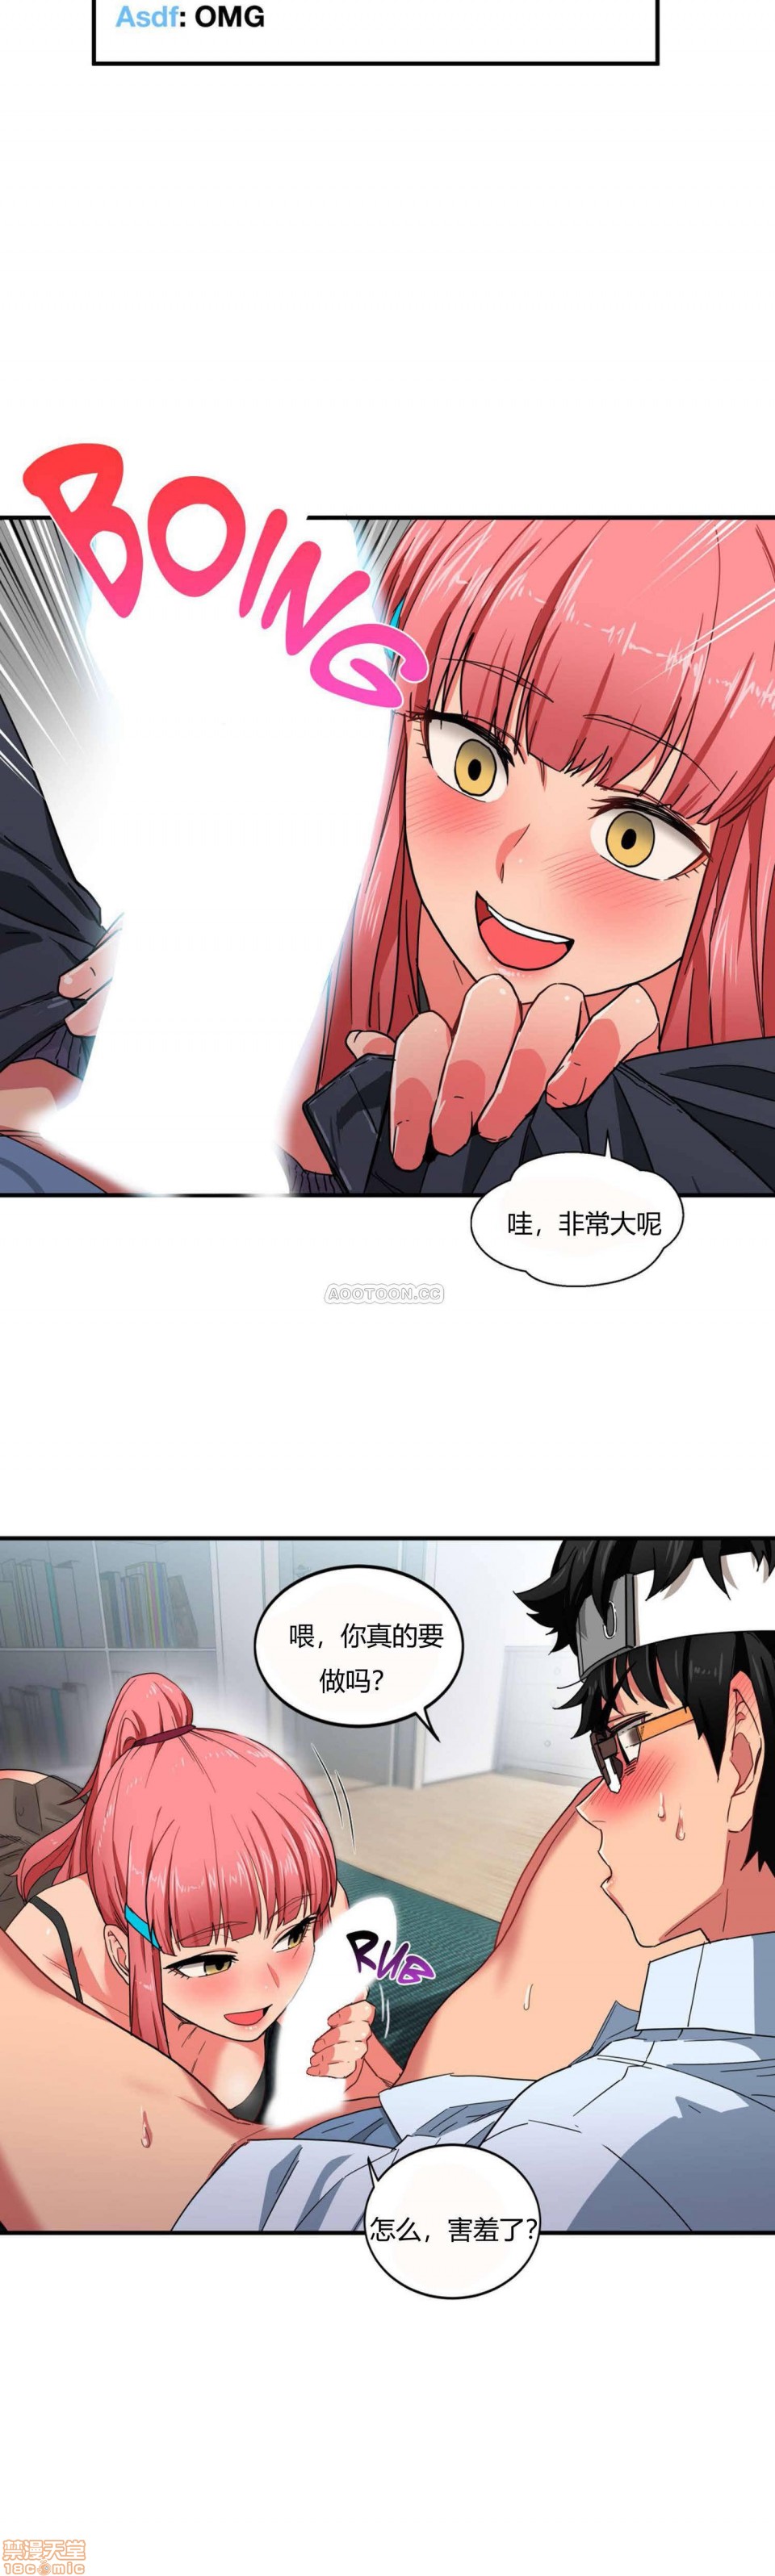 Asdf: OMG
BOING
哇，非常大呢
AOOTOON.CC
喂，你真的要
做吗？
RUB
怎么，害羞了？
禁漫天堂
18comic